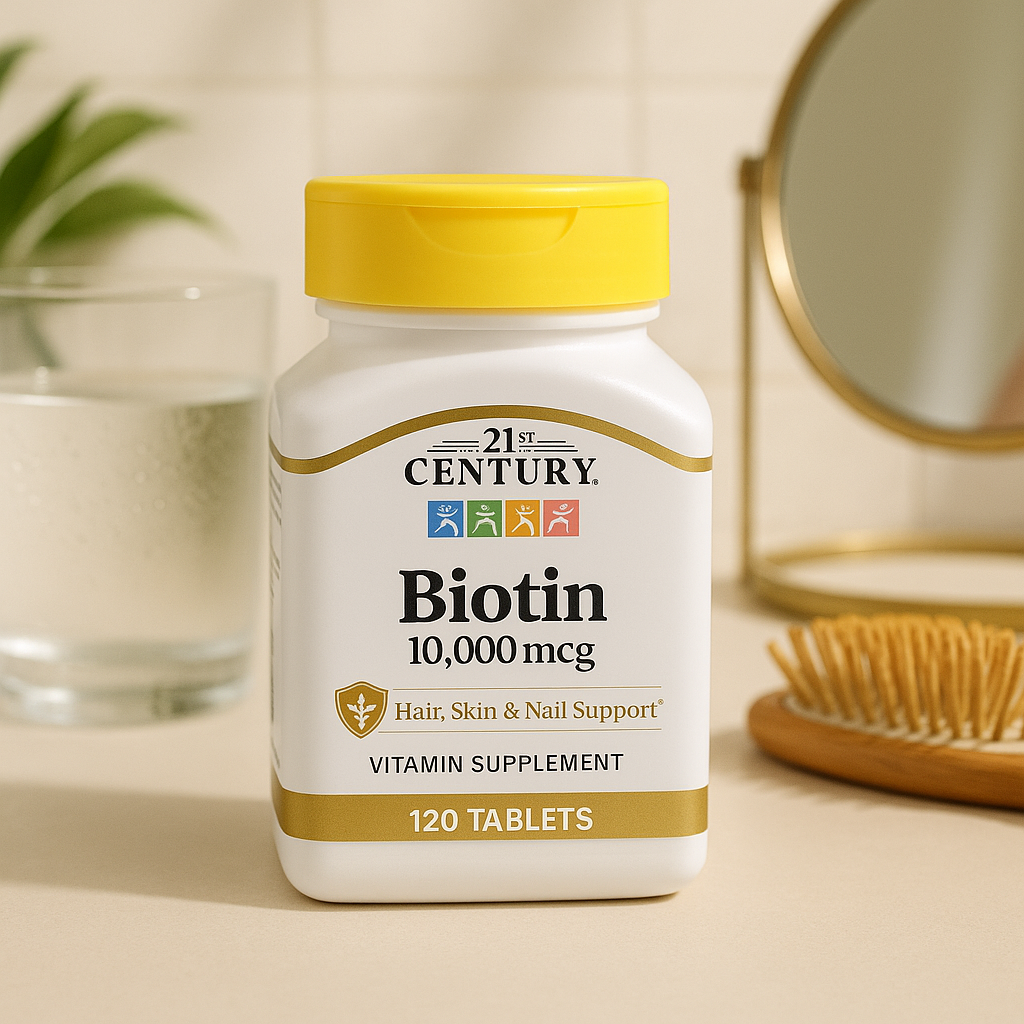 21ST
CENTURY®
Biotin
10,000 mcg
Hair, Skin & Nail Support®
VITAMIN SUPPLEMENT
120 TABLETS